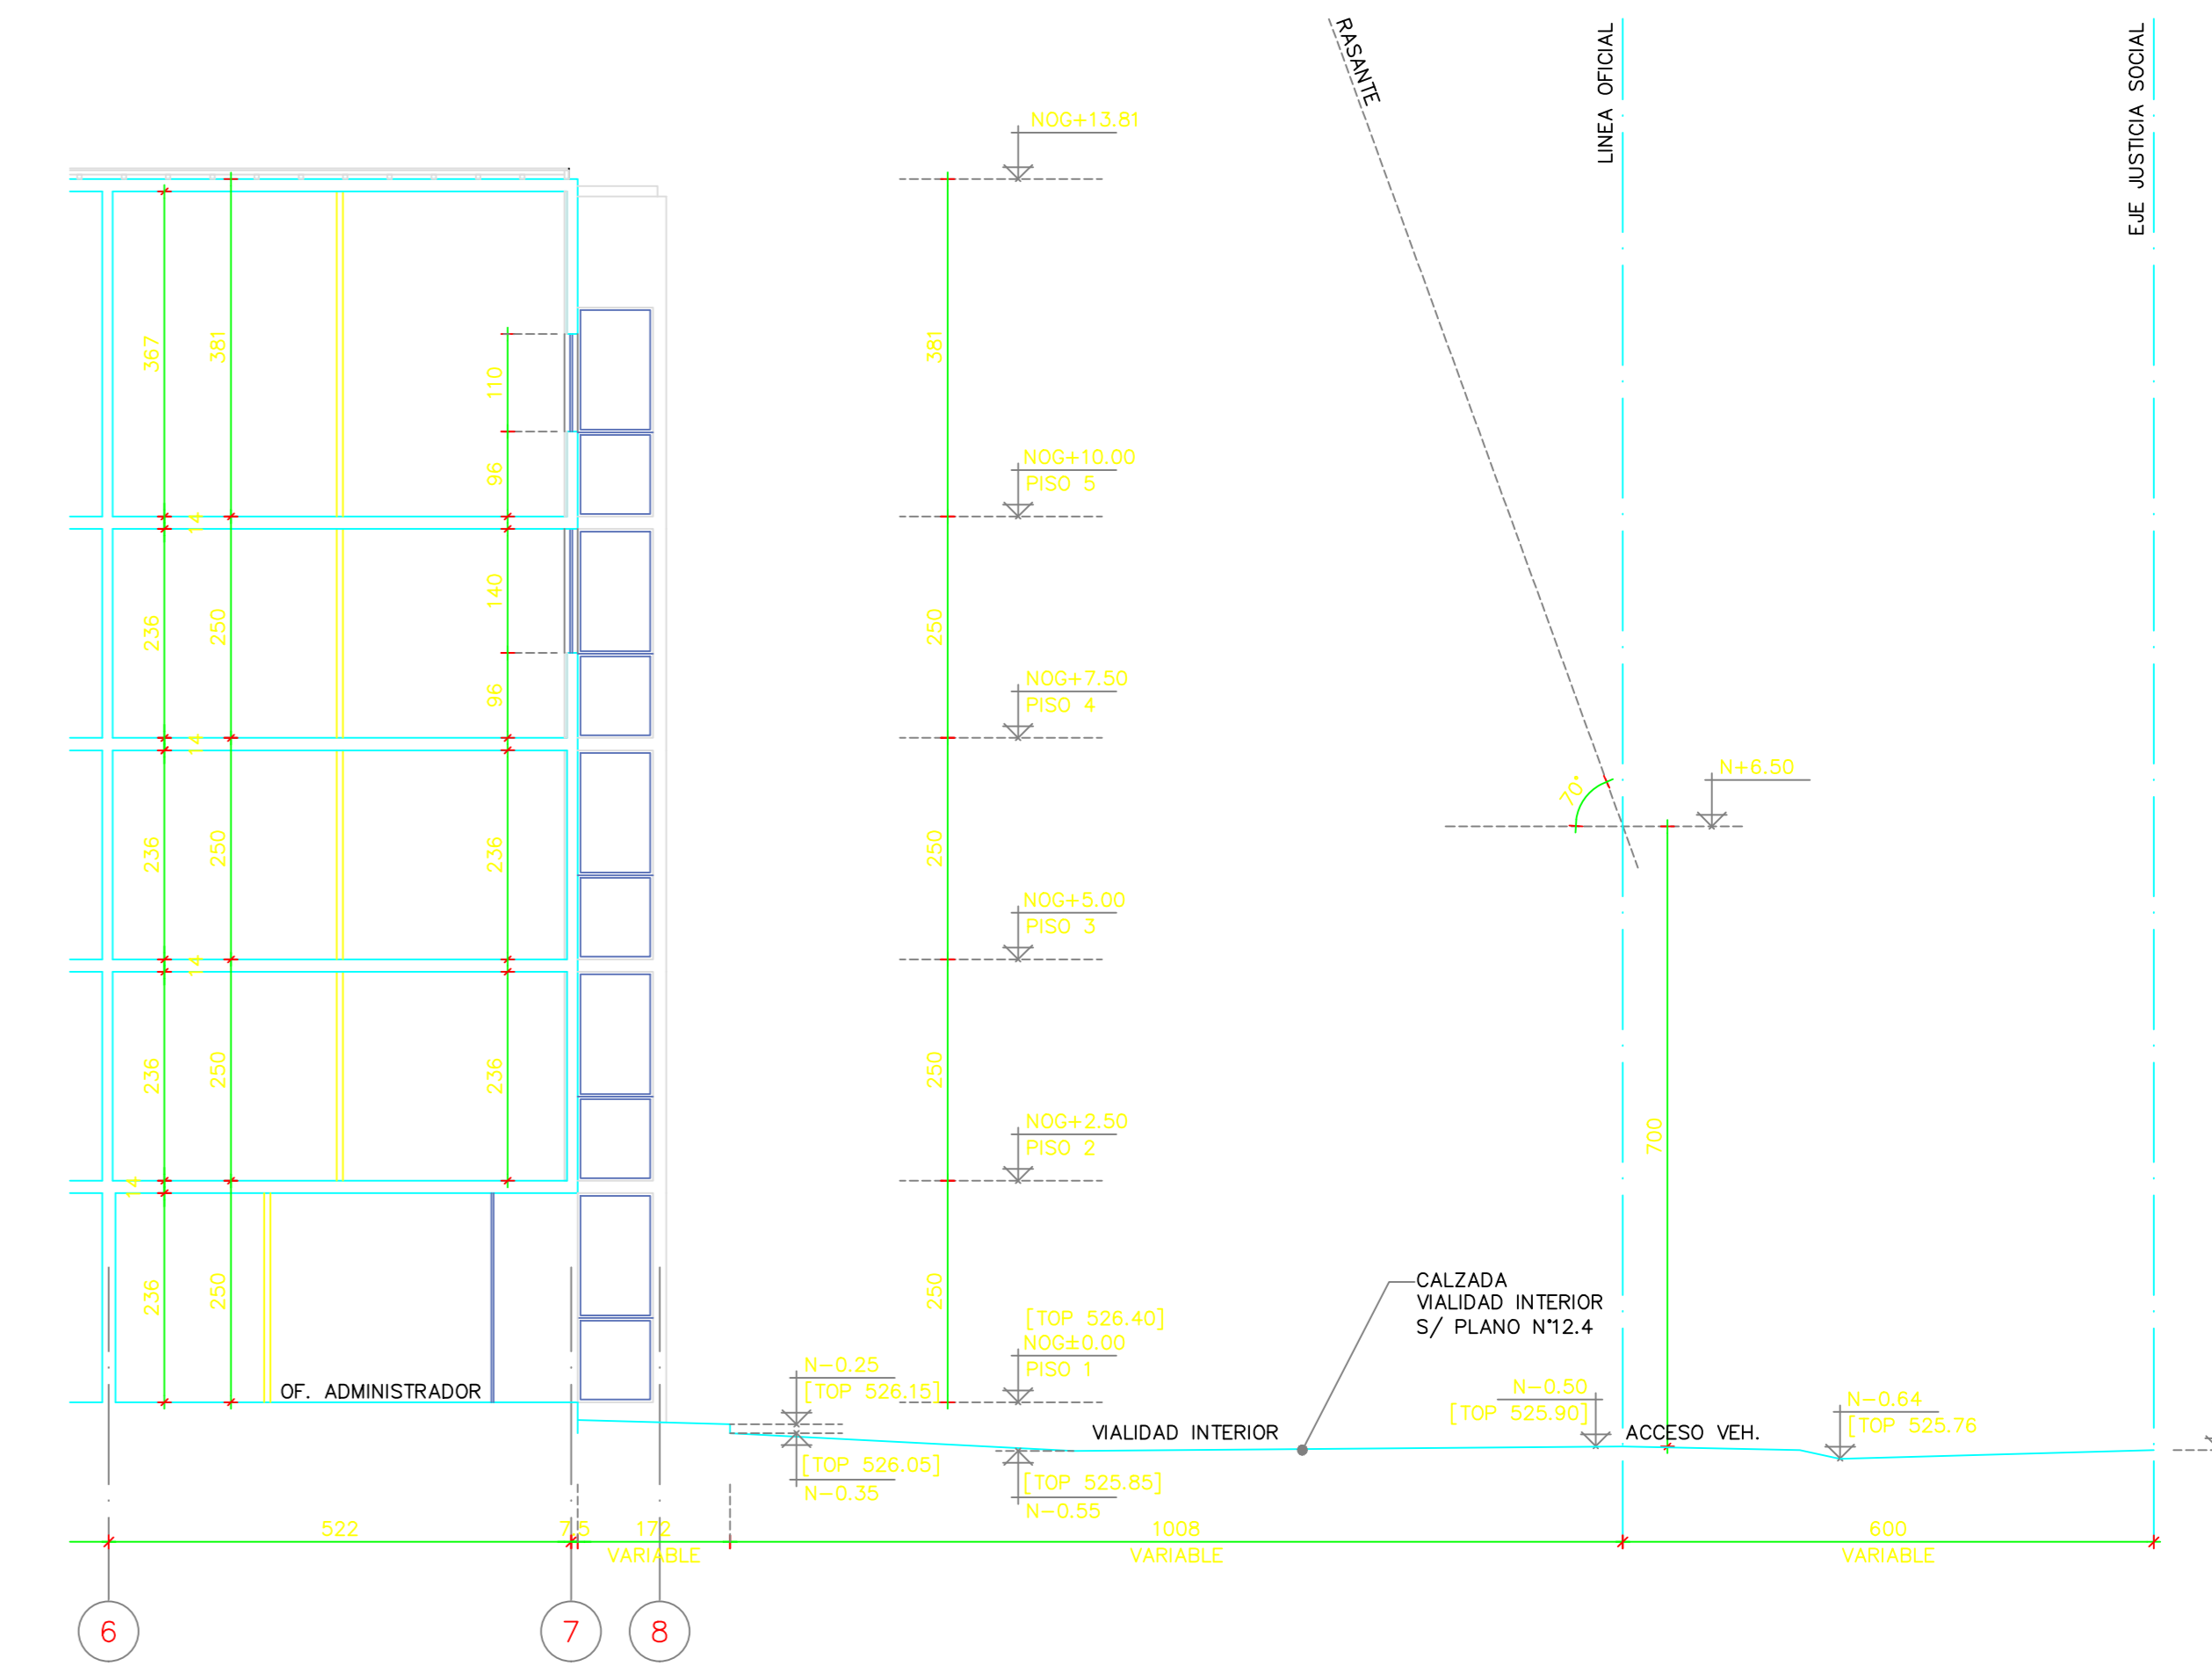 RASANTE
LINEA OFICIAL
EJE JUSTICIA SOCIAL
NOG+13.81
367
381
110
96
14
381
NOG+10.00
PISO 5
236
250
140
96
14
250
NOG+7.50
PISO 4
N+6.50
70°
236
250
236
14
250
NOG+5.00
PISO 3
236
250
236
14
250
NOG+2.50
PISO 2
700
236
250
250
CALZADA
VIALIDAD INTERIOR
S/ PLANO N°12.4
[TOP 526.40]
NOG±0.00
PISO 1
OF. ADMINISTRADOR
N-0.25
[TOP 526.15]
[TOP 526.05]
N-0.35
VIALIDAD INTERIOR
[TOP 525.85]
N-0.55
N-0.50
[TOP 525.90]
ACCESO VEH.
N-0.64
[TOP 525.76
522
7.5
172
VARIABLE
1008
VARIABLE
600
VARIABLE
6
7
8